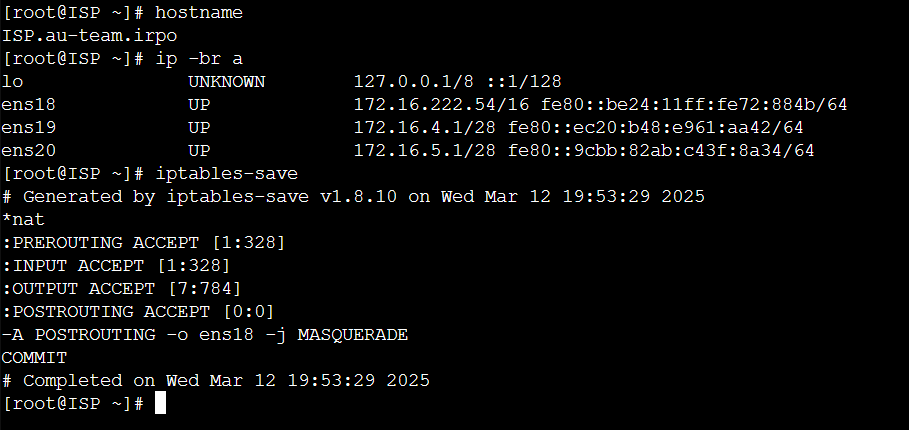 [root@ISP ~]# hostname
ISP.au-team.irpo
[root@ISP ~]# ip -br a
lo               UNKNOWN        127.0.0.1/8 ::1/128
ens18            UP             172.16.222.54/16 fe80::be24:11ff:fe72:884b/64
ens19            UP             172.16.4.1/28 fe80::ec20:b48:e961:aa42/64
ens20            UP             172.16.5.1/28 fe80::9cbb:82ab:c43f:8a34/64
[root@ISP ~]# iptables-save
# Generated by iptables-save v1.8.10 on Wed Mar 12 19:53:29 2025
*nat
:PREROUTING ACCEPT [1:328]
:INPUT ACCEPT [1:328]
:OUTPUT ACCEPT [7:784]
:POSTROUTING ACCEPT [0:0]
-A POSTROUTING -o ens18 -j MASQUERADE
COMMIT
# Completed on Wed Mar 12 19:53:29 2025
[root@ISP ~]#